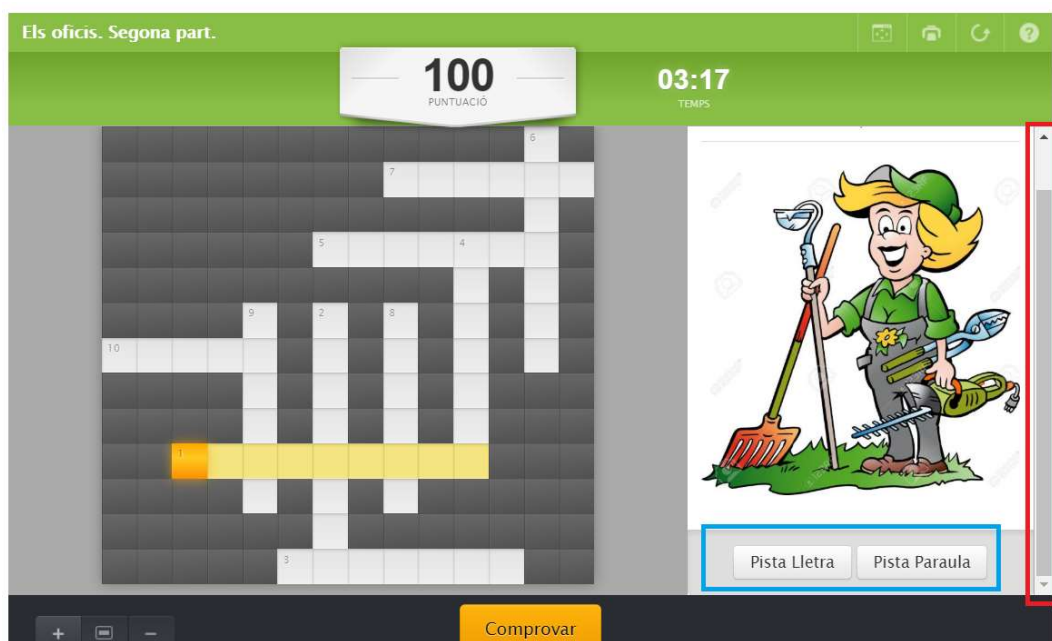 Els oficis. Segona part.
100
PUNTUACIÓ
03:17
TEMPS
6
7
5
4
9
2
8
10
1
3
Pista Lletra
Pista Paraula
Comprovar